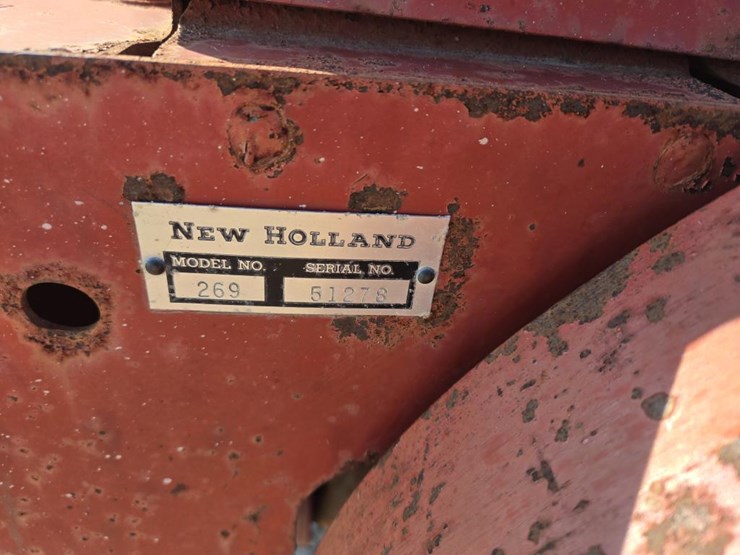 NEW HOLLAND
MODEL NO. SERIAL NO.
269 51278